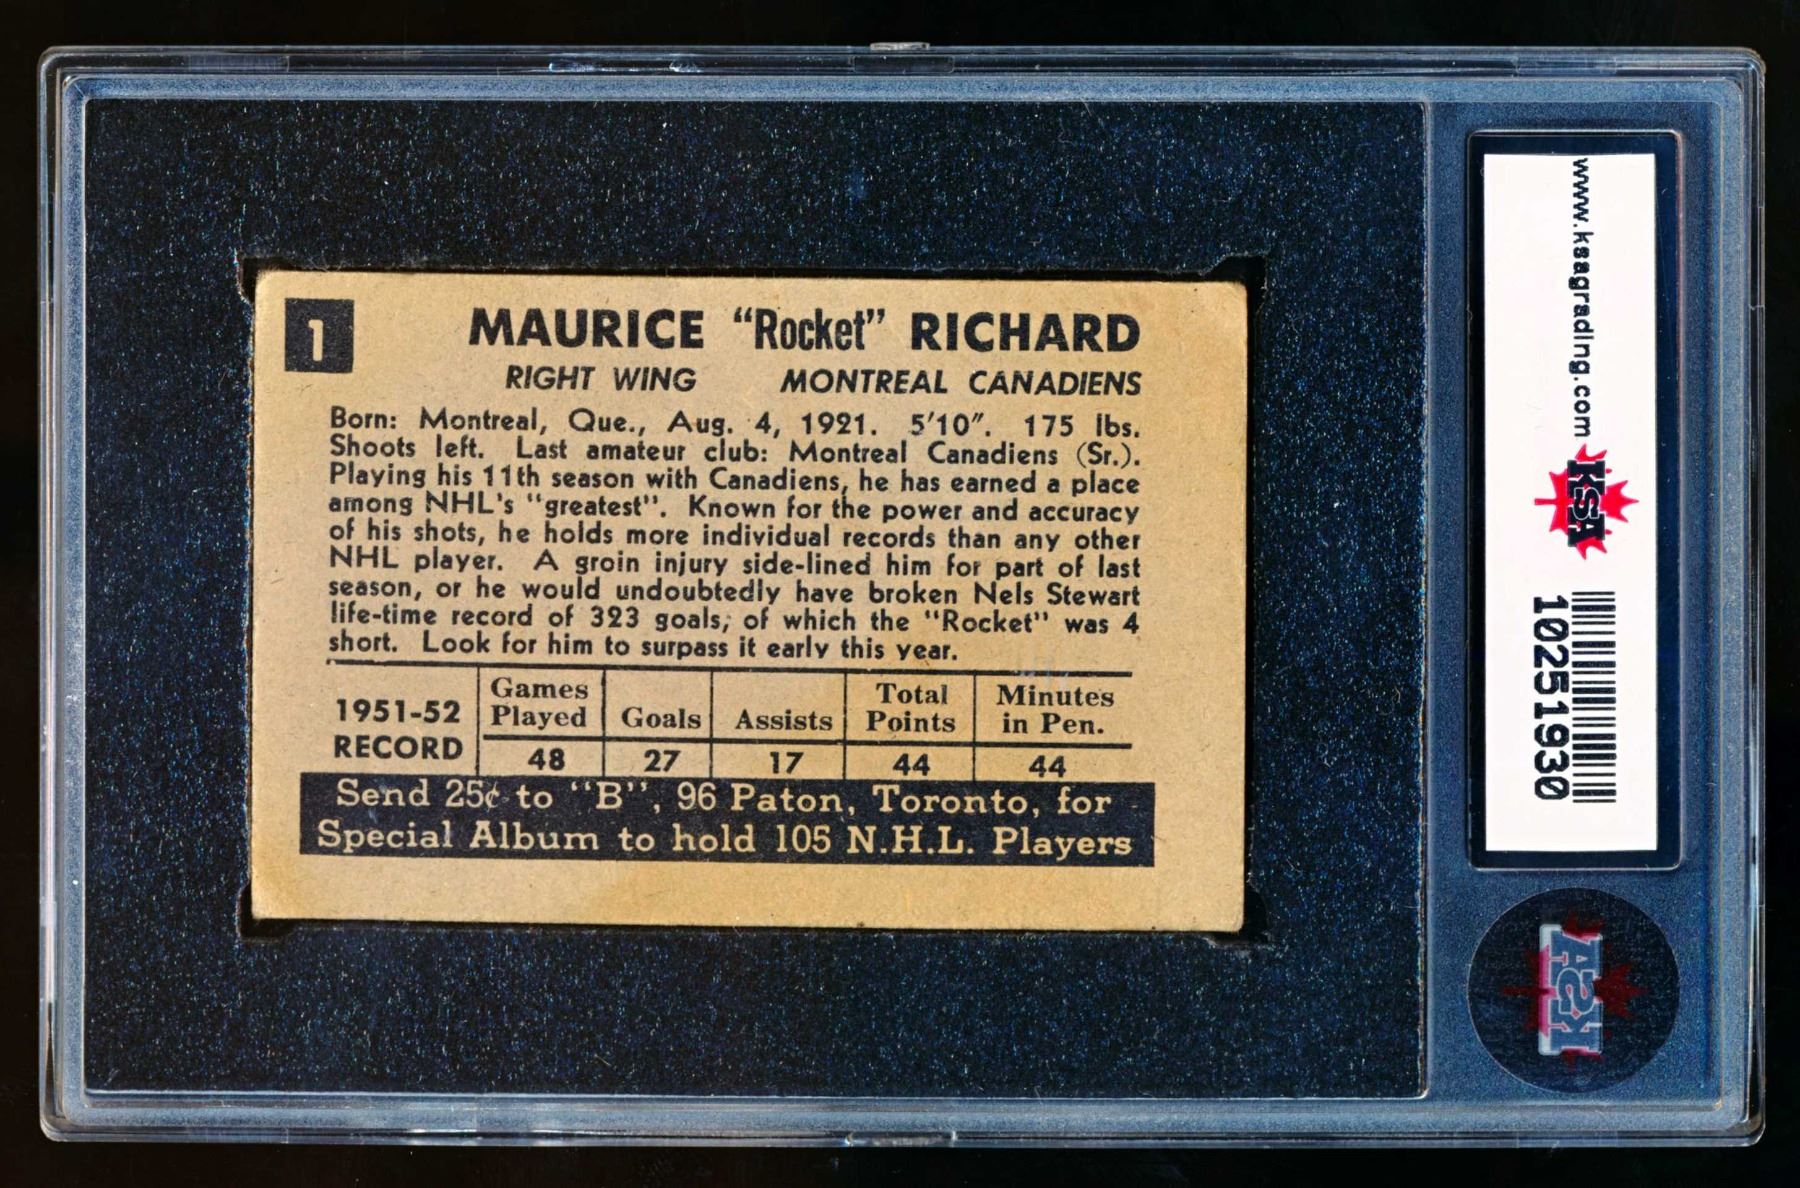 1
MAURICE “Rocket” RICHARD
RIGHT WING MONTREAL CANADIENS
Born: Montreal, Que., Aug. 4, 1921. 5'10". 175 lbs.
Shoots left. Last amateur club: Montreal Canadiens (Sr.).
Playing his 11th season with Canadiens, he has earned a place
among NHL's "greatest". Known for the power and accuracy
of his shots, he holds more individual records than any other
NHL player. A groin injury side-lined him for part of last
season, or he would undoubtedly have broken Nels Stewart
life-time record of 323 goals; of which the "Rocket" was 4
short. Look for him to surpass it early this year.
1951-52 RECORD
Games Played Goals Assists Total Points Minutes in Pen.
48 27 17 44 44
Send 25¢ to "B", 96 Paton, Toronto, for
Special Album to hold 105 N.H.L. Players
www.ksagrading.com
KSA
10251930
KSA